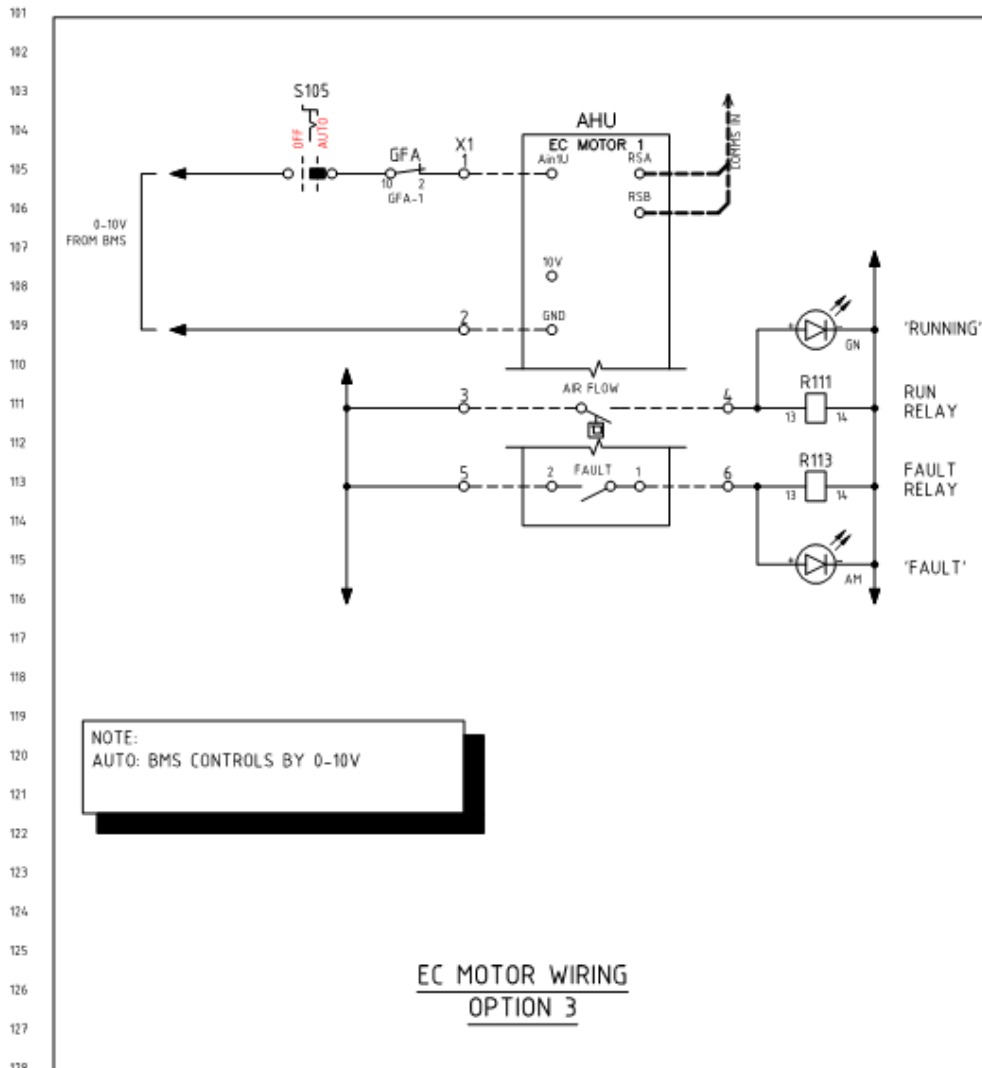 101
102
103
104
105
106
107
108
109
110
111
112
113
114
115
116
117
118
119
120
121
122
123
124
125
126
127
128
S105
OFF
AUTO
GFA
10
2
GFA-1
X1
1
AHU
EC MOTOR 1
Ain1U
RSA
RSB
COMMS IN
0-10V
FROM BMS
10V
GND
2
'RUNNING'
+
-
GN
AIR FLOW
3
4
R111
13
14
RUN
RELAY
5
2
FAULT
1
6
R113
13
14
FAULT
RELAY
+
-
AM
'FAULT'
NOTE:
AUTO: BMS CONTROLS BY 0-10V
EC MOTOR WIRING
OPTION 3